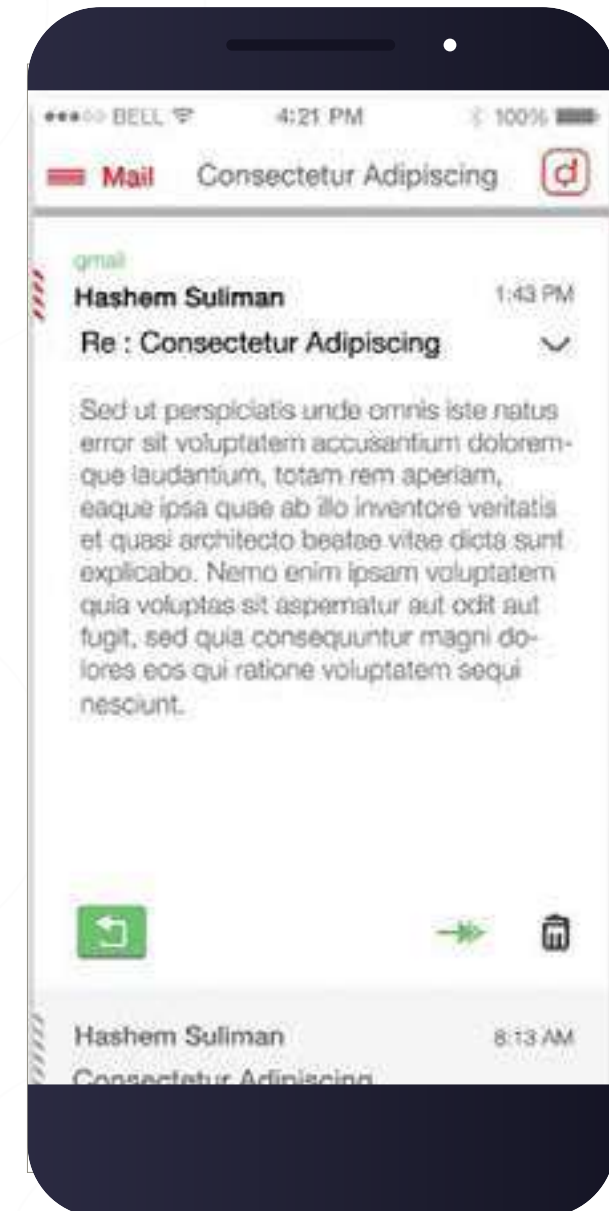 BELL 4:21 PM 100%
Mail Consectetur Adipiscing
gmail
Hashem Suliman 1:43 PM
Re : Consectetur Adipiscing
Sed ut perspiciatis unde omnis iste natus
error sit voluptatem accusantium dolorem-
que laudantium, totam rem aperiam,
eaque ipsa quae ab illo inventore veritatis
et quasi architecto beatae vitae dicta sunt
explicabo. Nemo enim ipsam voluptatem
quia voluptas sit aspernatur aut odit aut
fugit, sed quia consequuntur magni do-
lores eos qui ratione voluptatem sequi
nesciunt.
Hashem Suliman 8:13 AM
Consectetur Adipiscing